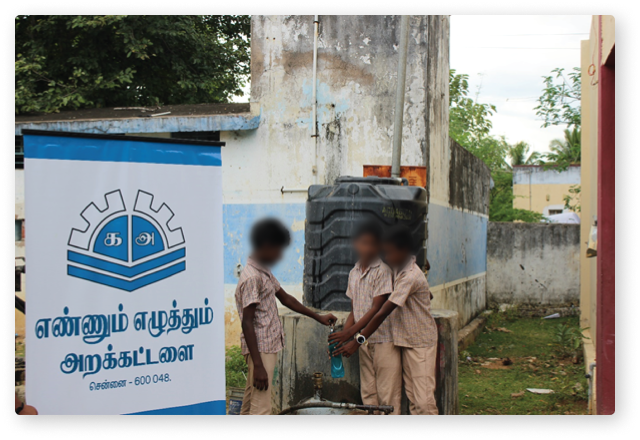 க அ
எண்ணும் எழுத்தும்
அறக்கட்டளை
சென்னை - 600 048.